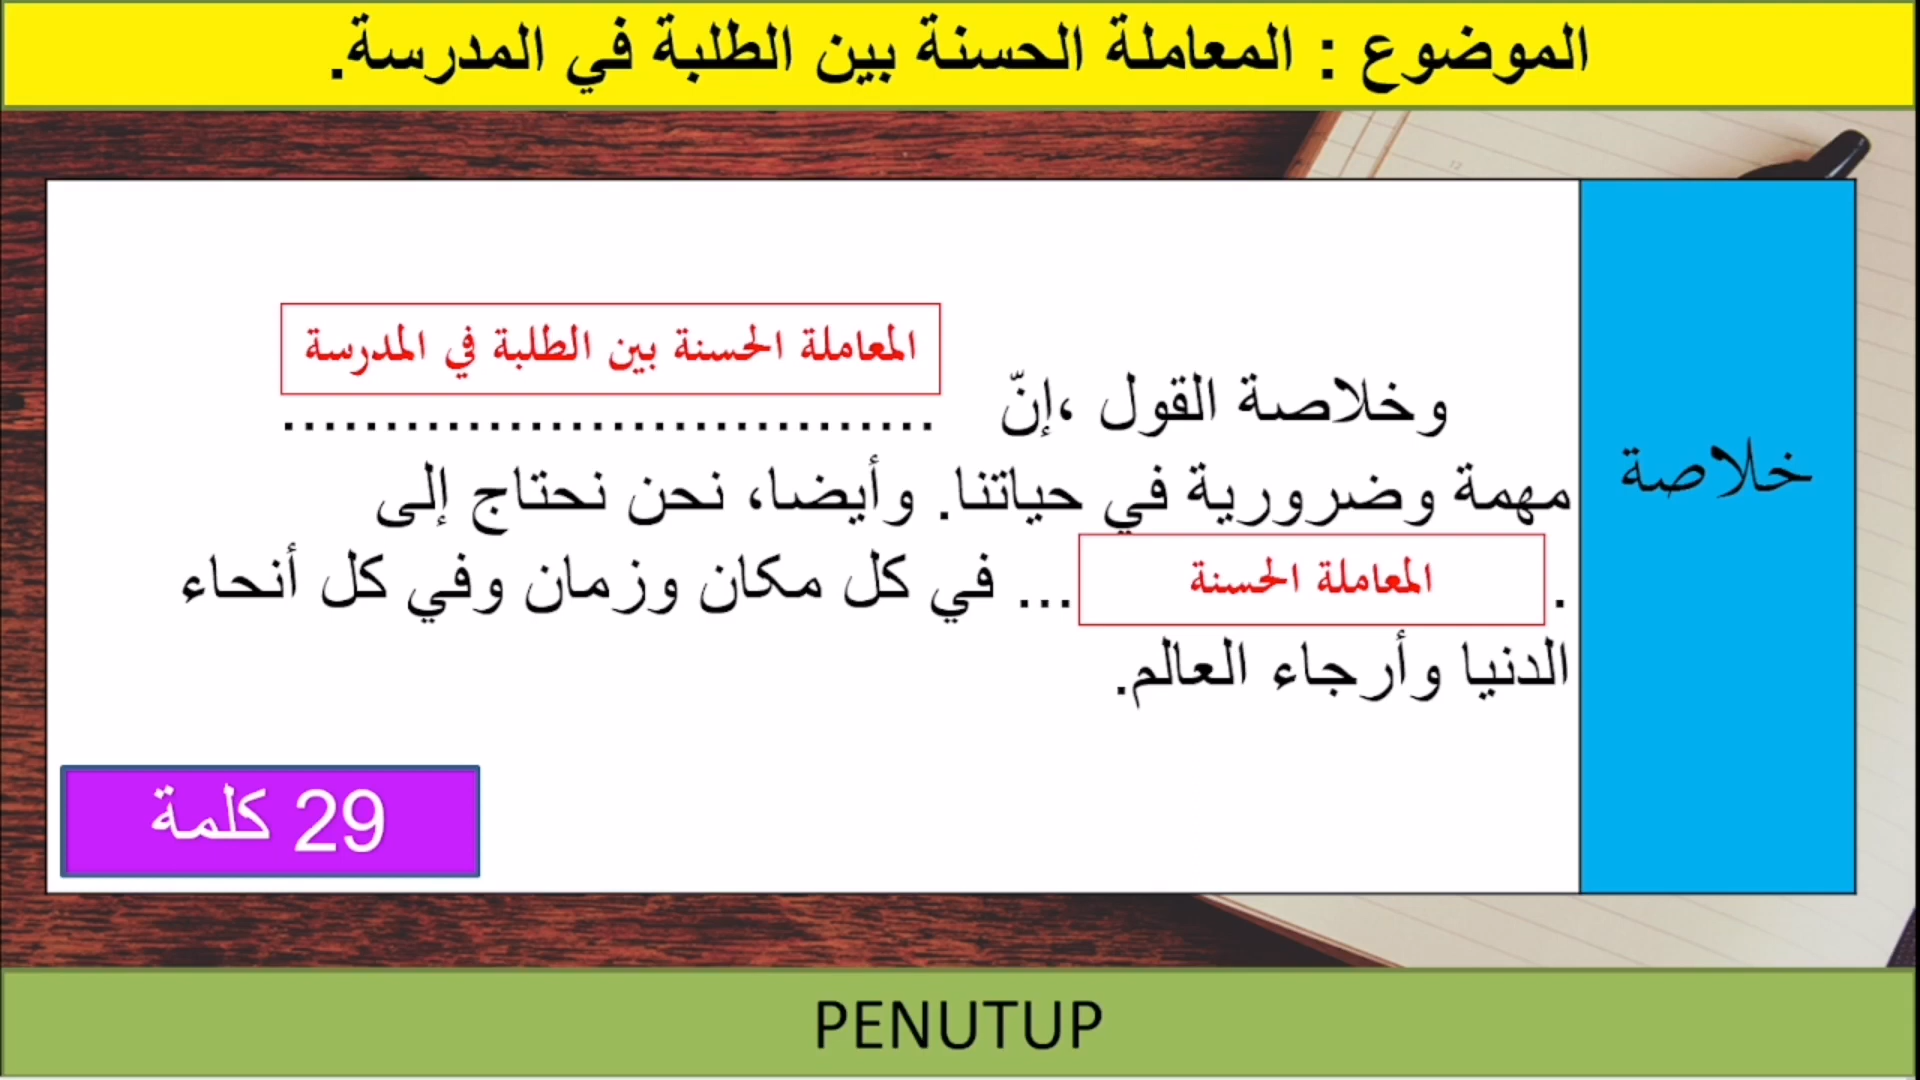 الموضوع : المعاملة الحسنة بين الطلبة في المدرسة.
خلاصة
المعاملة الحسنة بين الطلبة في المدرسة
وخلاصة القول ،إنّ ................................
مهمة وضرورية في حياتنا. وأيضا، نحن نحتاج إلى
. المعاملة الحسنة ... في كل مكان وزمان وفي كل أنحاء
الدنيا وأرجاء العالم.
29 كلمة
PENUTUP